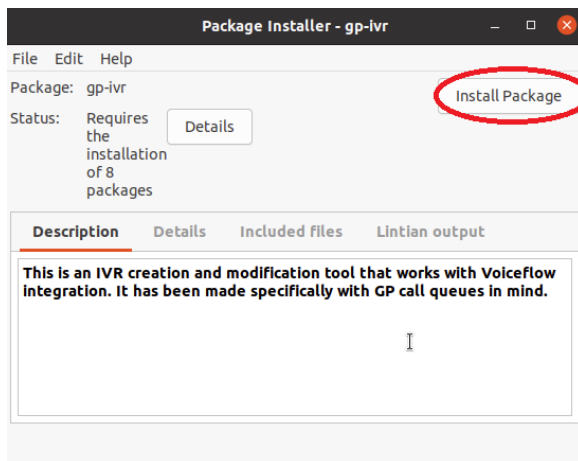 Package Installer - gp-ivr
File Edit Help
Package: gp-ivr
Install Package
Status: Requires
the
installation
of 8
packages
Details
Description Details Included files Lintian output
This is an IVR creation and modification tool that works with Voiceflow
integration. It has been made specifically with GP call queues in mind.